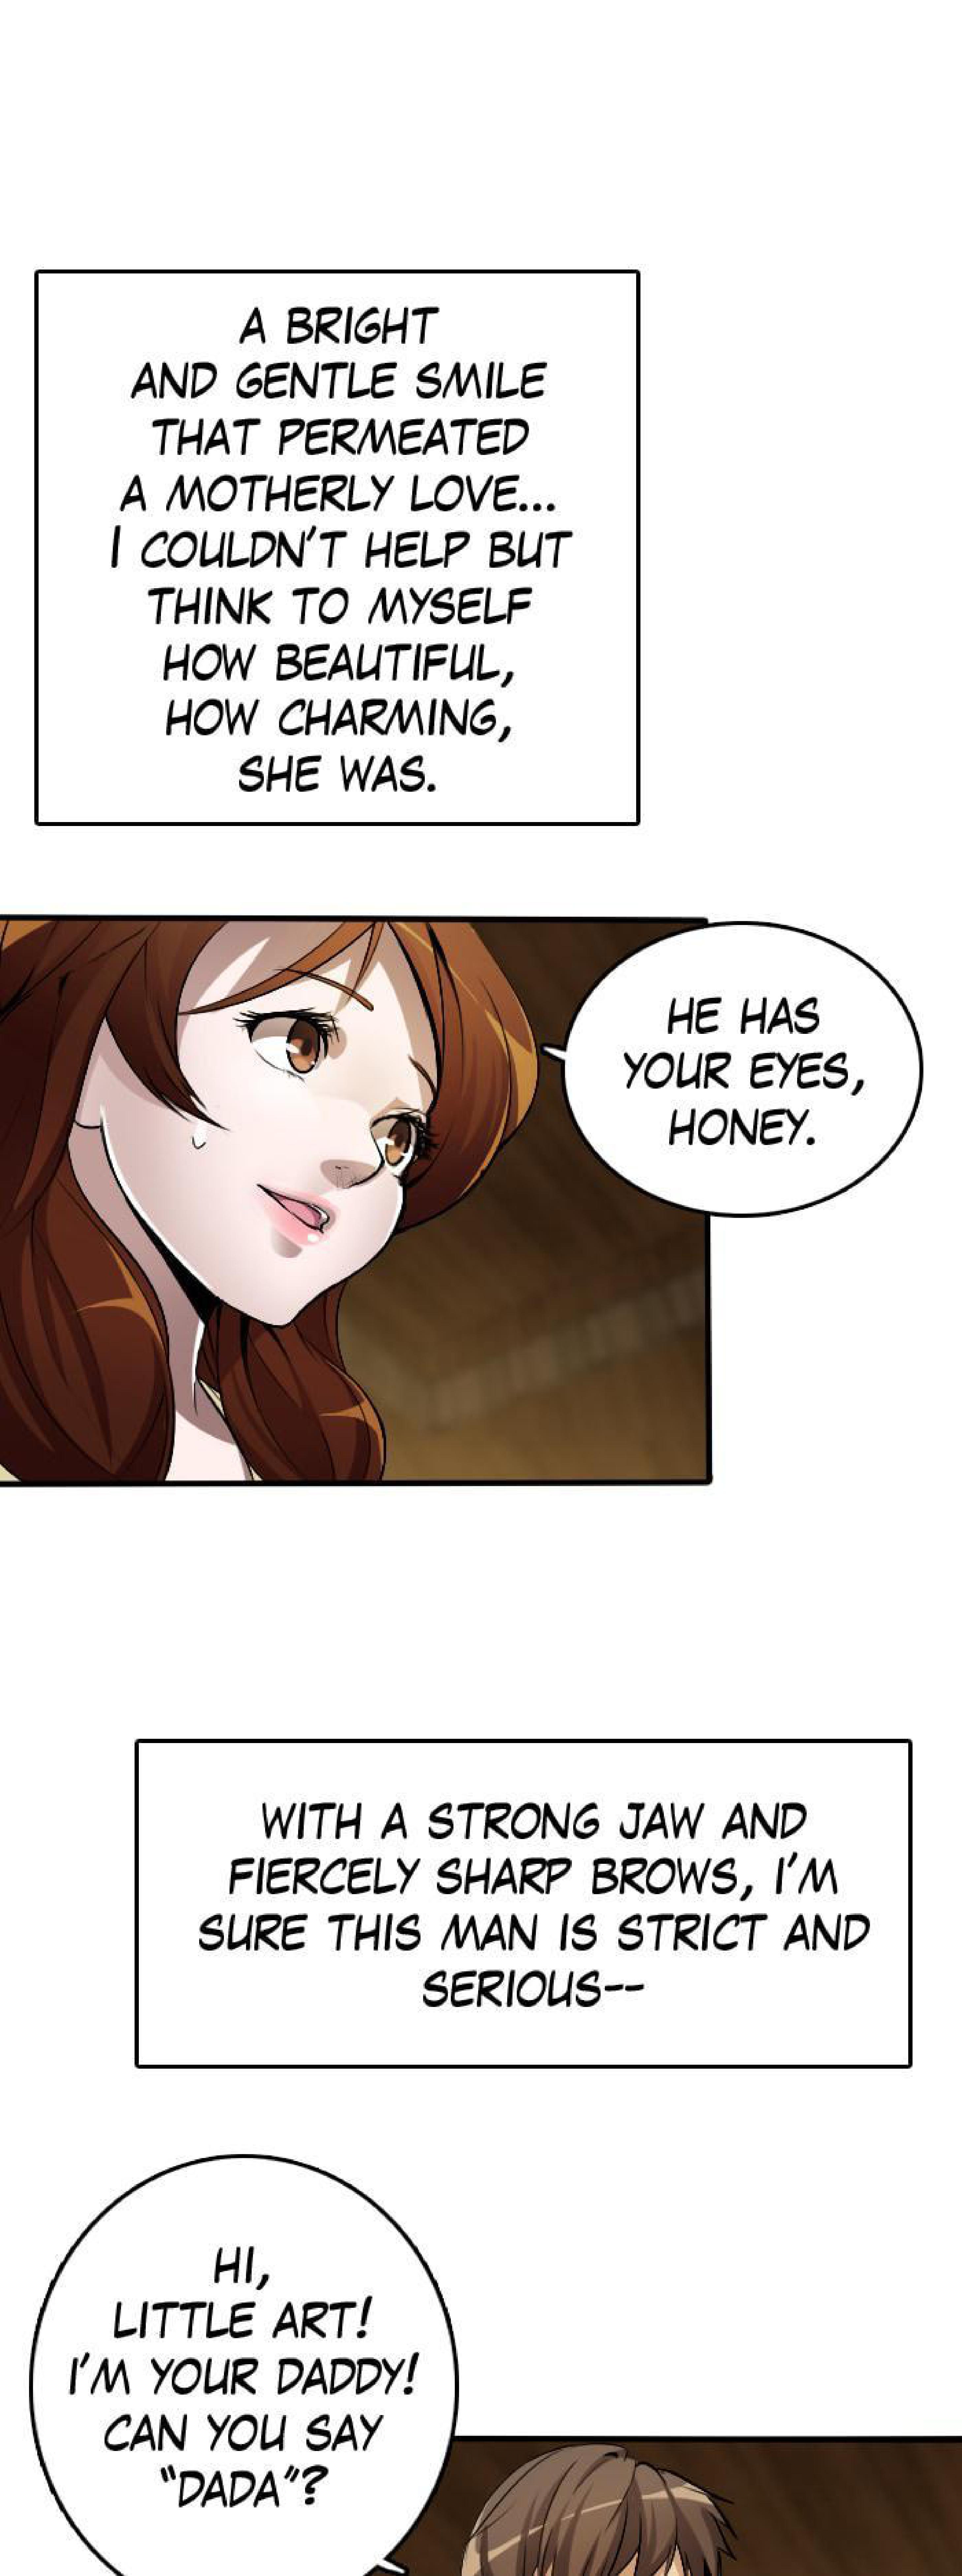 A BRIGHT
AND GENTLE SMILE
THAT PERMEATED
A MOTHERLY LOVE...
I COULDN'T HELP BUT
THINK TO MYSELF
HOW BEAUTIFUL,
HOW CHARMING,
SHE WAS.
HE HAS
YOUR EYES,
HONEY.
WITH A STRONG JAW AND
FIERCELY SHARP BROWS, I'M
SURE THIS MAN IS STRICT AND
SERIOUS--
HI,
LITTLE ART!
I'M YOUR DADDY!
CAN YOU SAY
"DADA"?